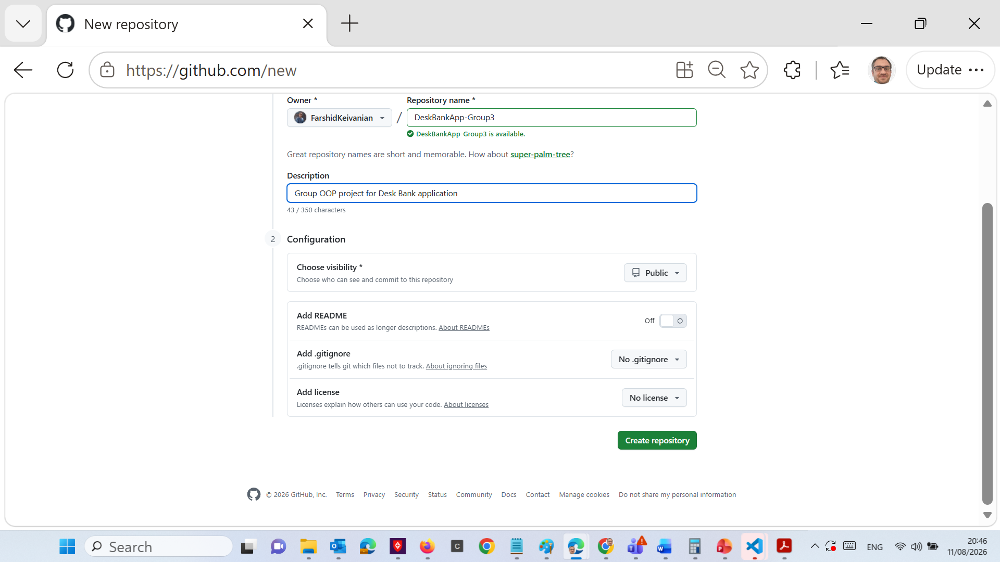 New repository
https://github.com/new
Update
Owner *
Repository name *
FarshidKeivanian
/
DeskBankApp-Group3
DeskBankApp-Group3 is available.
Great repository names are short and memorable. How about super-palm-tree?
Description
Group OOP project for Desk Bank application
43 / 350 characters
2
Configuration
Choose visibility *
Choose who can see and commit to this repository
Public
Add README
READMEs can be used as longer descriptions. About READMEs
Off
Add .gitignore
.gitignore tells git which files not to track. About ignoring files
No .gitignore
Add license
Licenses explain how others can use your code. About licenses
No license
Create repository
© 2026 GitHub, Inc. Terms Privacy Security Status Community Docs Contact Manage cookies Do not share my personal information
Search
C
ENG
20:46
11/08/2026